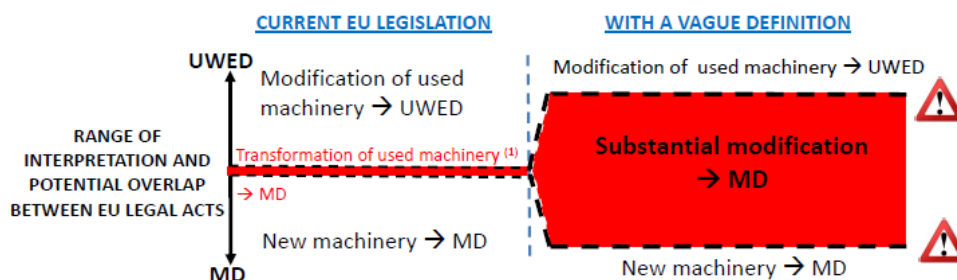 CURRENT EU LEGISLATION
WITH A VAGUE DEFINITION
UWED
Modification of used
machinery → UWED
Modification of used machinery → UWED
RANGE OF
INTERPRETATION AND
POTENTIAL OVERLAP
BETWEEN EU LEGAL ACTS
Transformation of used machinery (1)
→ MD
Substantial modification
→ MD
New machinery → MD
New machinery → MD
MD
!
!